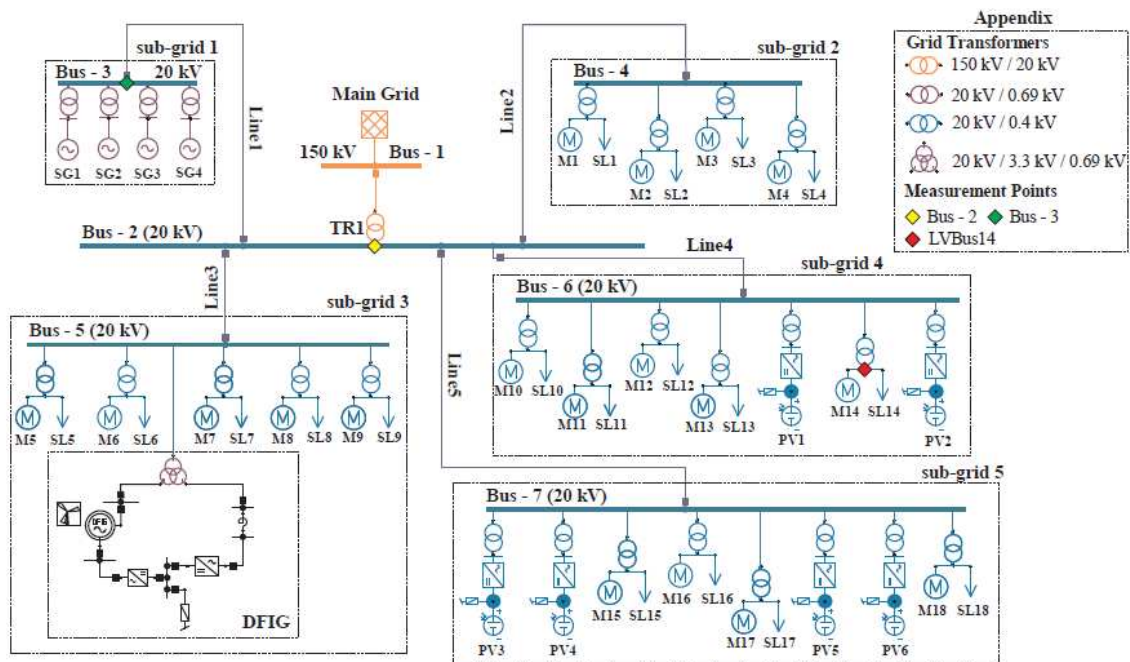 Appendix
Grid Transformers
150 kV / 20 kV
20 kV / 0.69 kV
20 kV / 0.4 kV
20 kV / 3.3 kV / 0.69 kV
Measurement Points
Bus - 2
Bus - 3
LVBus14
sub-grid 1
Bus - 3
20 kV
SG1 SG2 SG3 SG4
Line1
Main Grid
150 kV
Bus - 1
TR1
Bus - 2 (20 kV)
Line2
sub-grid 2
Bus - 4
M1 SL1
M2 SL2
M3 SL3
M4 SL4
Line3
sub-grid 3
Bus - 5 (20 kV)
M5 SL5
M6 SL6
M7 SL7
M8 SL8
M9 SL9
DFIG
DFIG
Line4
sub-grid 4
Bus - 6 (20 kV)
M10 SL10
M11 SL11
M12 SL12
M13 SL13
PV1
M14 SL14
PV2
Line5
sub-grid 5
Bus - 7 (20 kV)
PV3
PV4
M15 SL15
M16 SL16
M17 SL17
PV5
PV6
M18 SL18
M M M M
M M M M M
M M M M M
M M M M